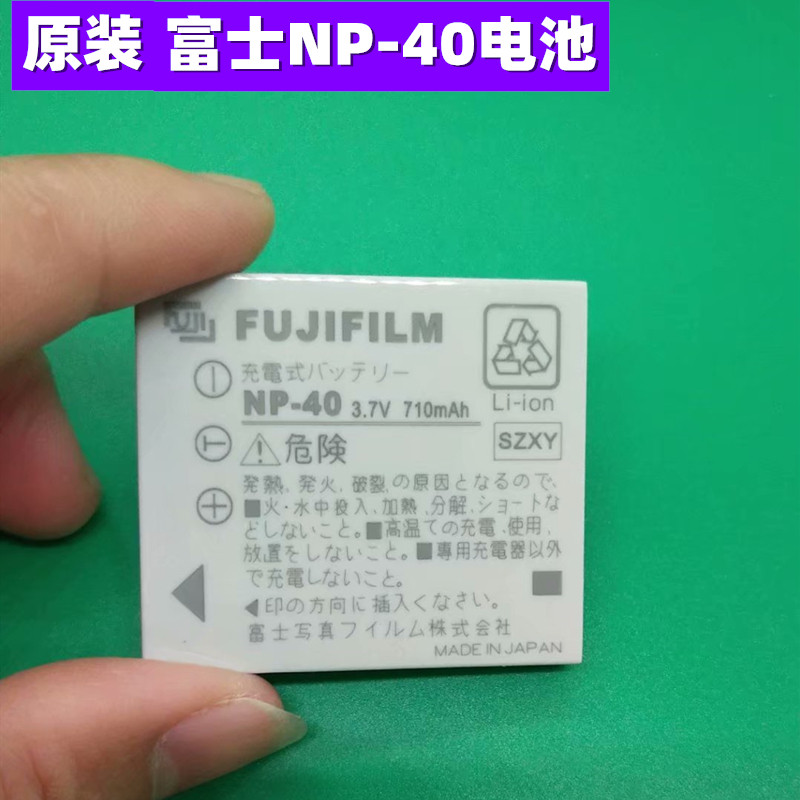 原装 富士NP-40电池
FUJI FUJIFILM
充電式バッテリー
NP-40 3.7V 710mAh
Li-ion
T
SZXY
危険
発熱、発火、破裂、の原因となるので、
■火・水中投入、加熱、分解、ショートな
どしないこと。■高温ての充電、使用、
放置をしないこと。■専用充電器以外
で充電しないこと。
◀印の方向に插入ください。
富士写真フイルム株式会社
MADE IN JAPAN